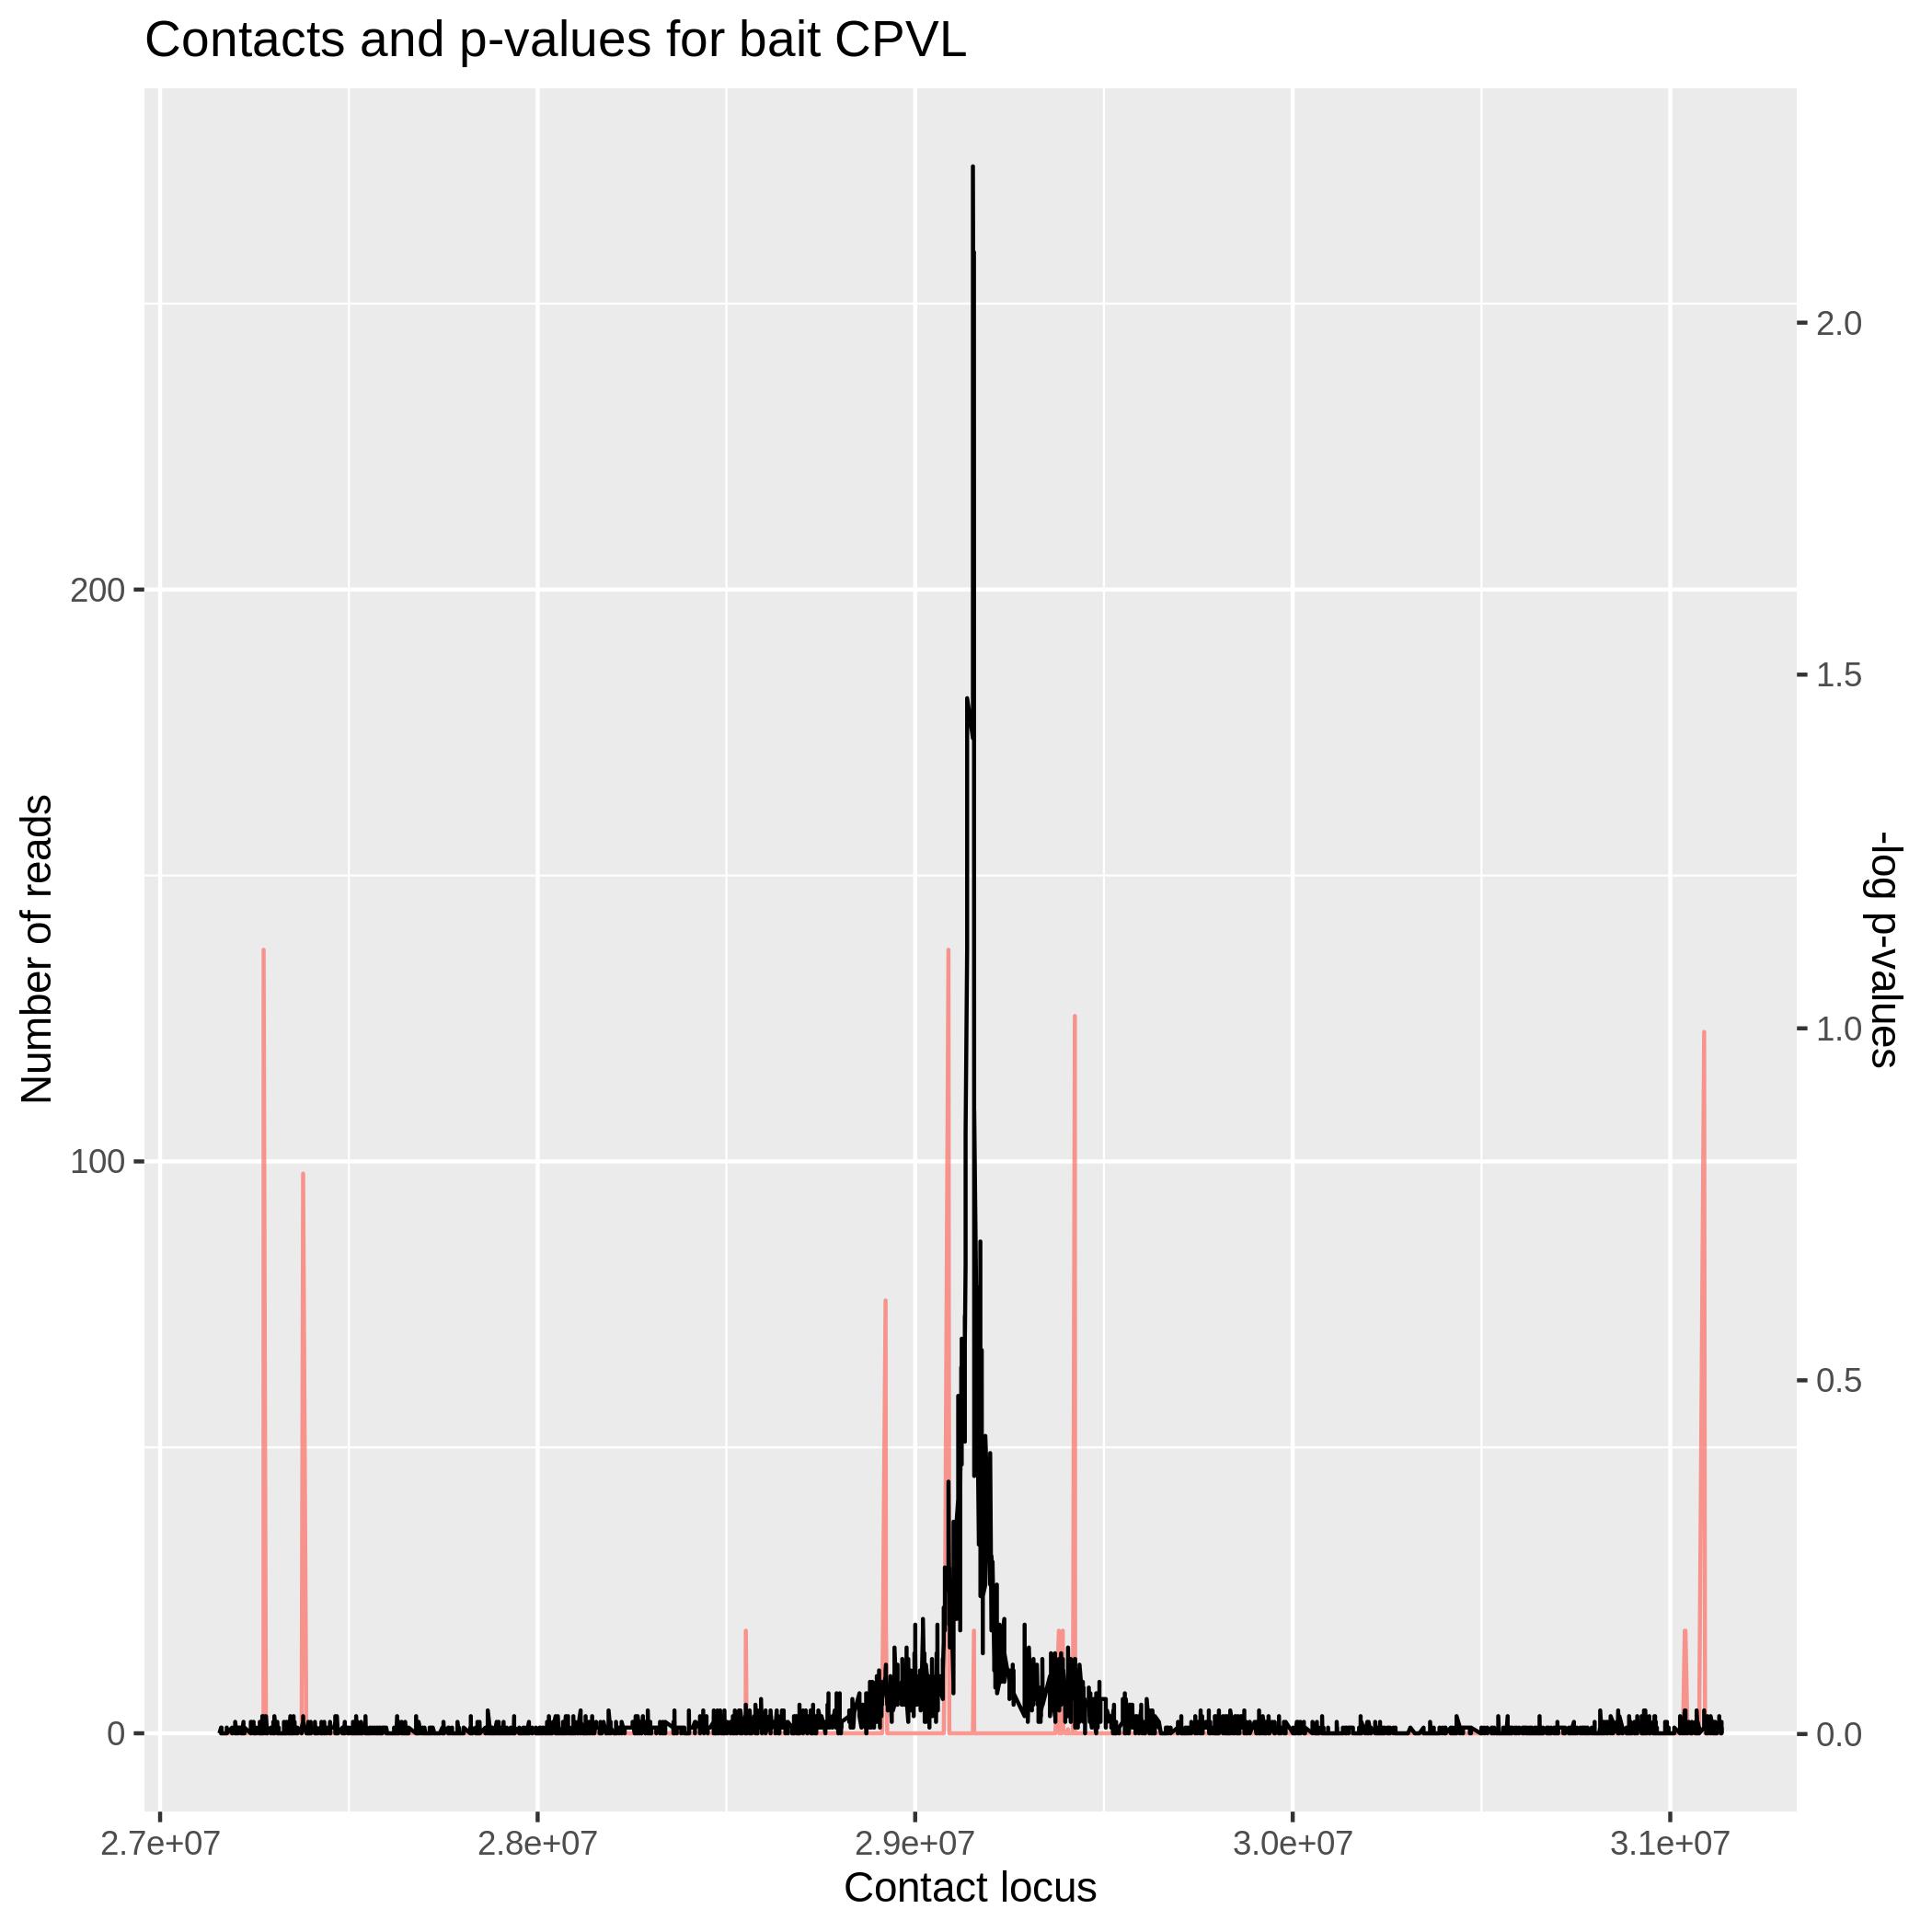 Contacts and p-values for bait CPVL
Number of reads
200
100
0
2.0
1.5
1.0
0.5
0.0
-log p-values
2.7e+07 2.8e+07 2.9e+07 3.0e+07 3.1e+07
Contact locus